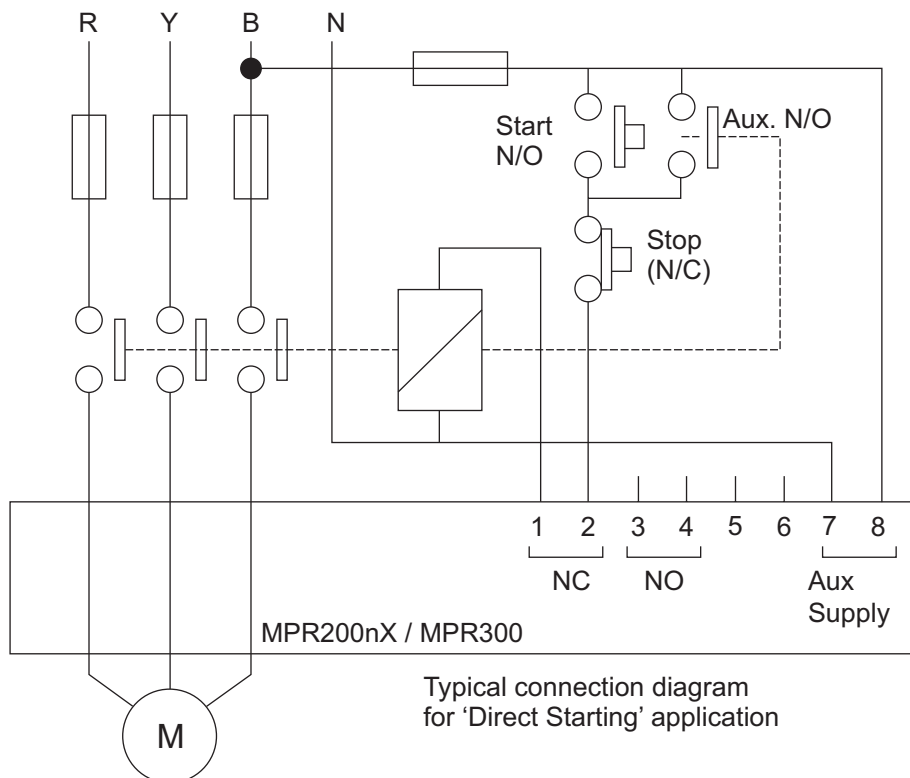 R Y B N
Start
N/O
Aux. N/O
Stop
(N/C)
1 2 3 4 5 6 7 8
NC NO Aux
Supply
MPR200nX / MPR300
Typical connection diagram
for ‘Direct Starting’ application
M